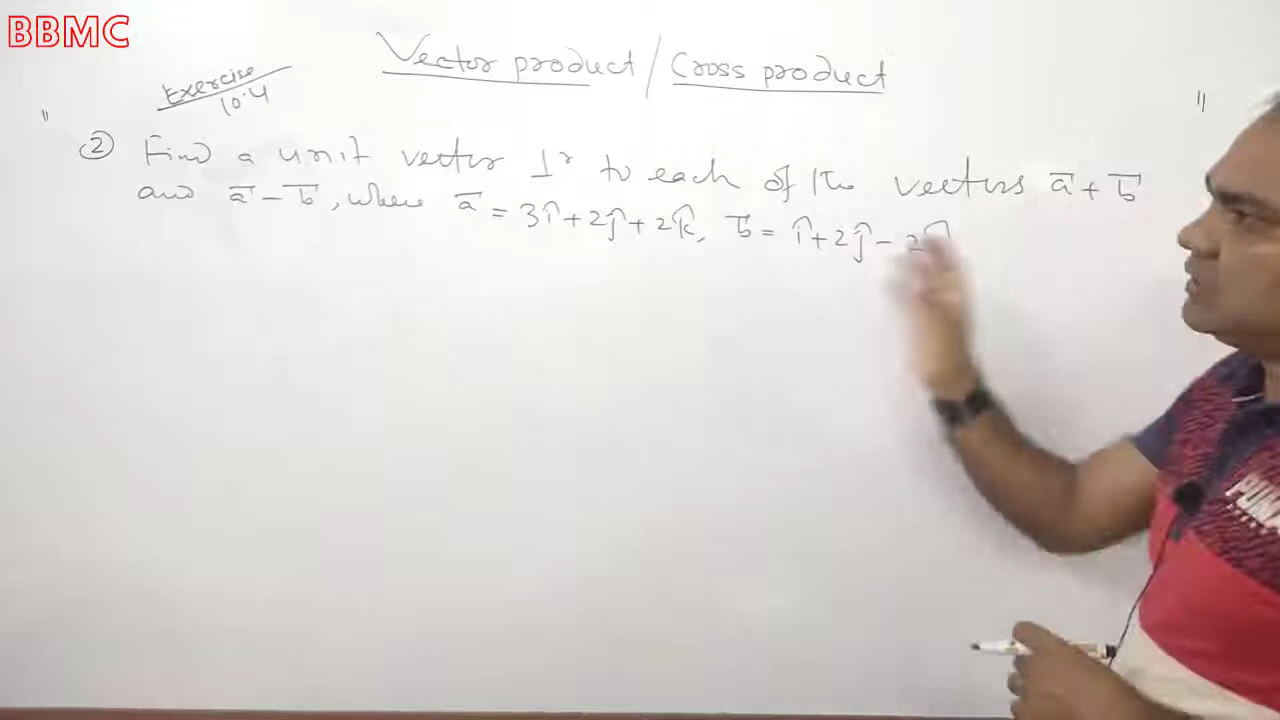 BBMC
Vector product / Cross product
Exercise
10.4
② Find a unit vector ⊥r to each of the vectors a̅ + b̅
and a̅ - b̅, where a̅ = 3î + 2ĵ + 2k̂, b̅ = î + 2ĵ - 2